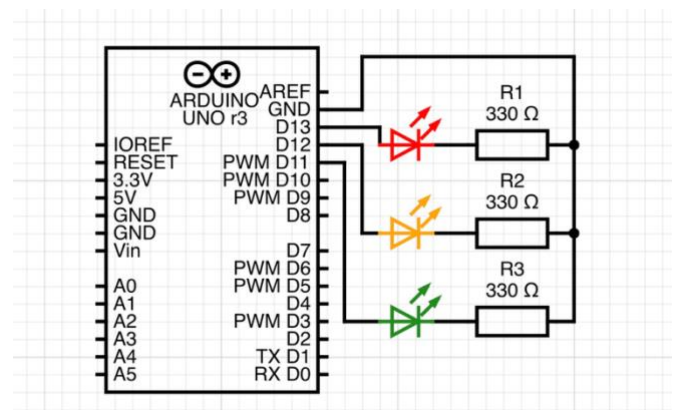 ARDUINO
UNO r3
IOREF
RESET
3.3V
5V
GND
GND
Vin
A0
A1
A2
A3
A4
A5
AREF
GND
D13
D12
PWM D11
PWM D10
PWM D9
D8
D7
PWM D6
PWM D5
D4
PWM D3
D2
TX D1
RX D0
R1
330 Ω
R2
330 Ω
R3
330 Ω